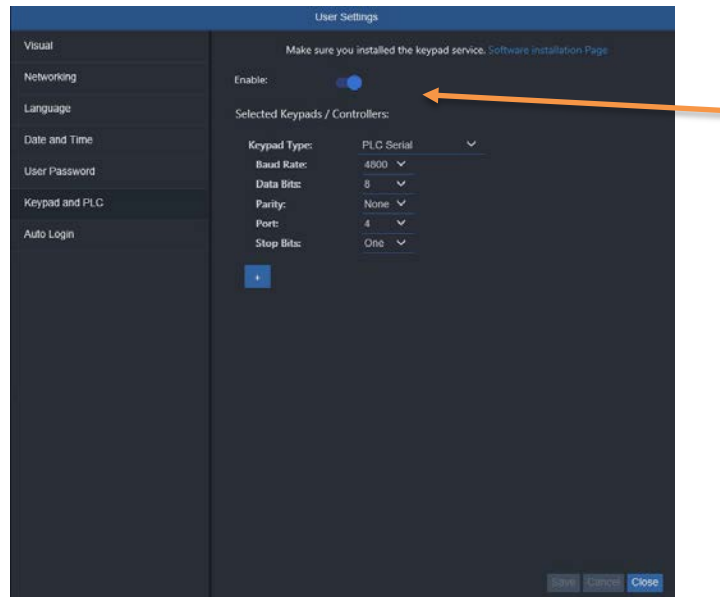 User Settings
Visual
Networking
Language
Date and Time
User Password
Keypad and PLC
Auto Login
Make sure you installed the keypad service. Software Installation Page
Enable:
Selected Keypads / Controllers:
Keypad Type: PLC Serial
Baud Rate: 4800
Data Bits: 8
Parity: None
Port: 4
Stop Bits: One
+
Save Cancel Close